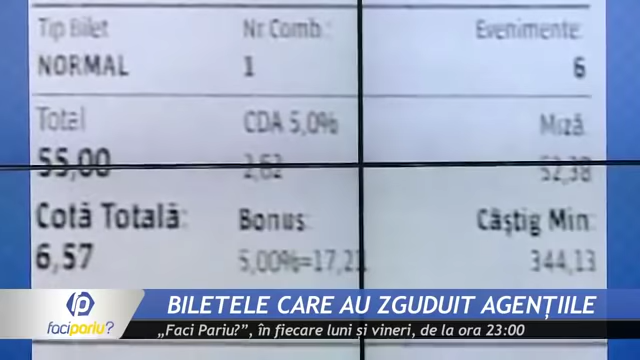 Tip Bilet Nr Comb.: Evenimente:
NORMAL 1 6
Total CDA 5,0% Miză
55,00 2,62 52,38
Cotă Totală: Bonus: Câştig Min:
6,57 5,00%=17,21 344,13
BILETELE CARE AU ZGUDUIT AGENȚIILE
faci pariu?
„Faci Pariu?”, în fiecare luni și vineri, de la ora 23:00